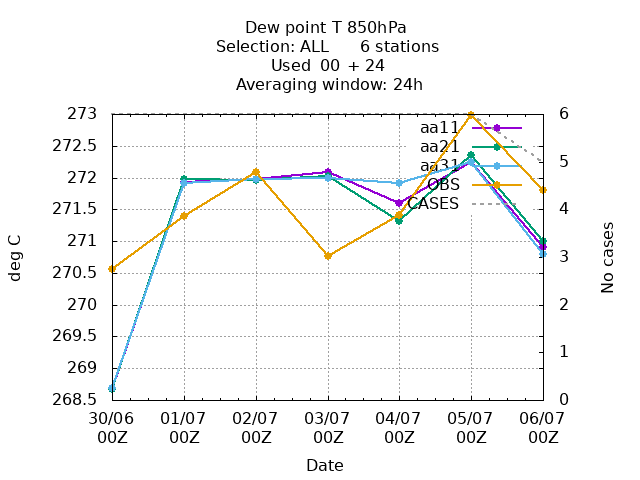 Dew point T 850hPa
Selection: ALL 6 stations
Used 00 + 24
Averaging window: 24h
273
272.5
272
271.5
271
270.5
270
269.5
269
268.5
6
5
4
3
2
1
0
aa11
aa21
aa31
OBS
CASES
deg C
No cases
30/06 01/07 02/07 03/07 04/07 05/07 06/07
00Z 00Z 00Z 00Z 00Z 00Z 00Z
Date